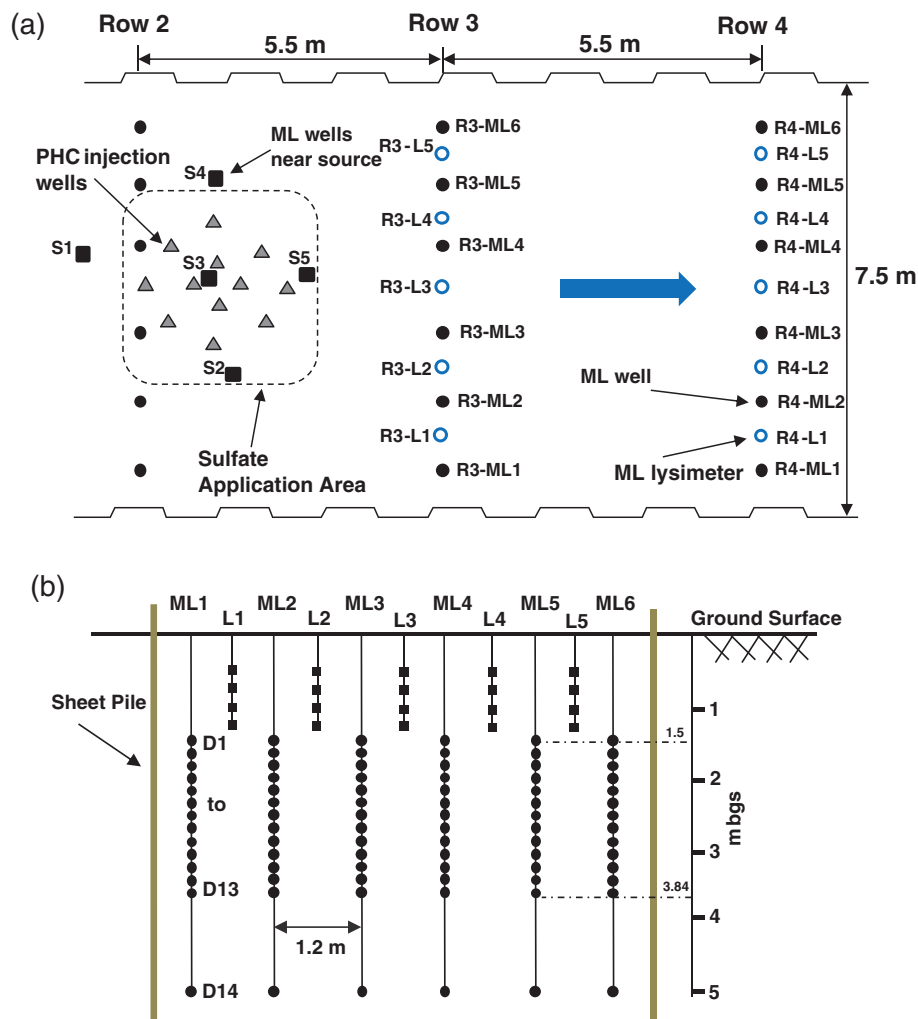 (a)
Row 2
Row 3
Row 4
5.5 m
5.5 m
PHC injection
wells
S4
ML wells
near source
S1
S3
S5
S2
Sulfate
Application Area
R3-L5
R3-ML6
R3-ML5
R3-L4
R3-ML4
R3-L3
R3-ML3
R3-L2
R3-ML2
R3-L1
R3-ML1
ML well
ML lysimeter
R4-ML6
R4-L5
R4-ML5
R4-L4
R4-ML4
R4-L3
R4-ML3
R4-L2
R4-ML2
R4-L1
R4-ML1
7.5 m
(b)
ML1
L1
ML2
L2
ML3
L3
ML4
L4
ML5
L5
ML6
Ground Surface
Sheet Pile
D1
to
D13
D14
1.2 m
1.5
3.84
1
2
3
4
5
mbgs